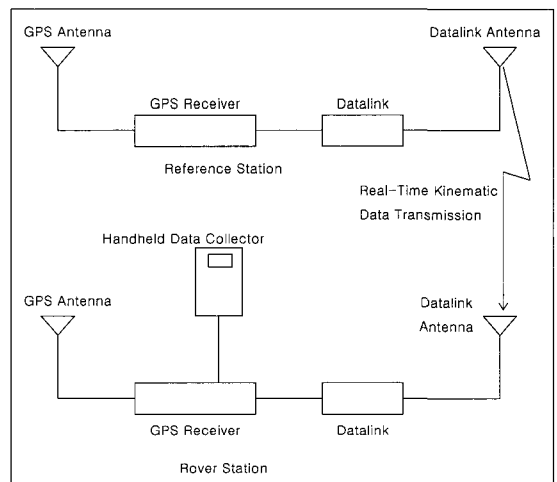 GPS Antenna
Datalink Antenna
GPS Receiver
Datalink
Reference Station
Real-Time Kinematic
Data Transmission
Handheld Data Collector
GPS Antenna
Datalink
Antenna
GPS Receiver
Datalink
Rover Station